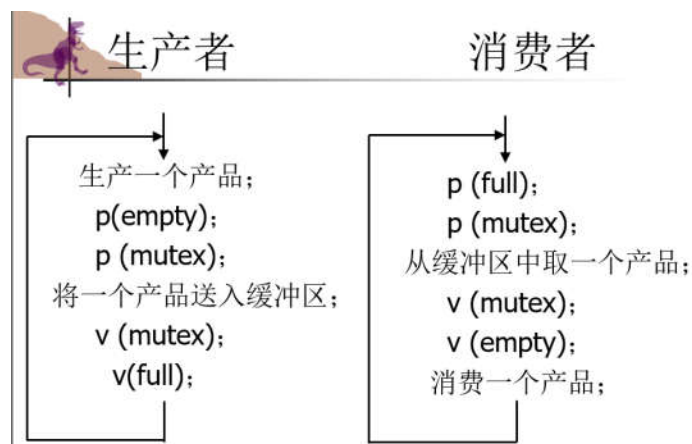 生产者
消费者
生产一个产品；
p(empty)；
p (mutex)；
将一个产品送入缓冲区；
v (mutex)；
v(full)；
p (full)；
p (mutex)；
从缓冲区中取一个产品；
v (mutex)；
v (empty)；
消费一个产品；